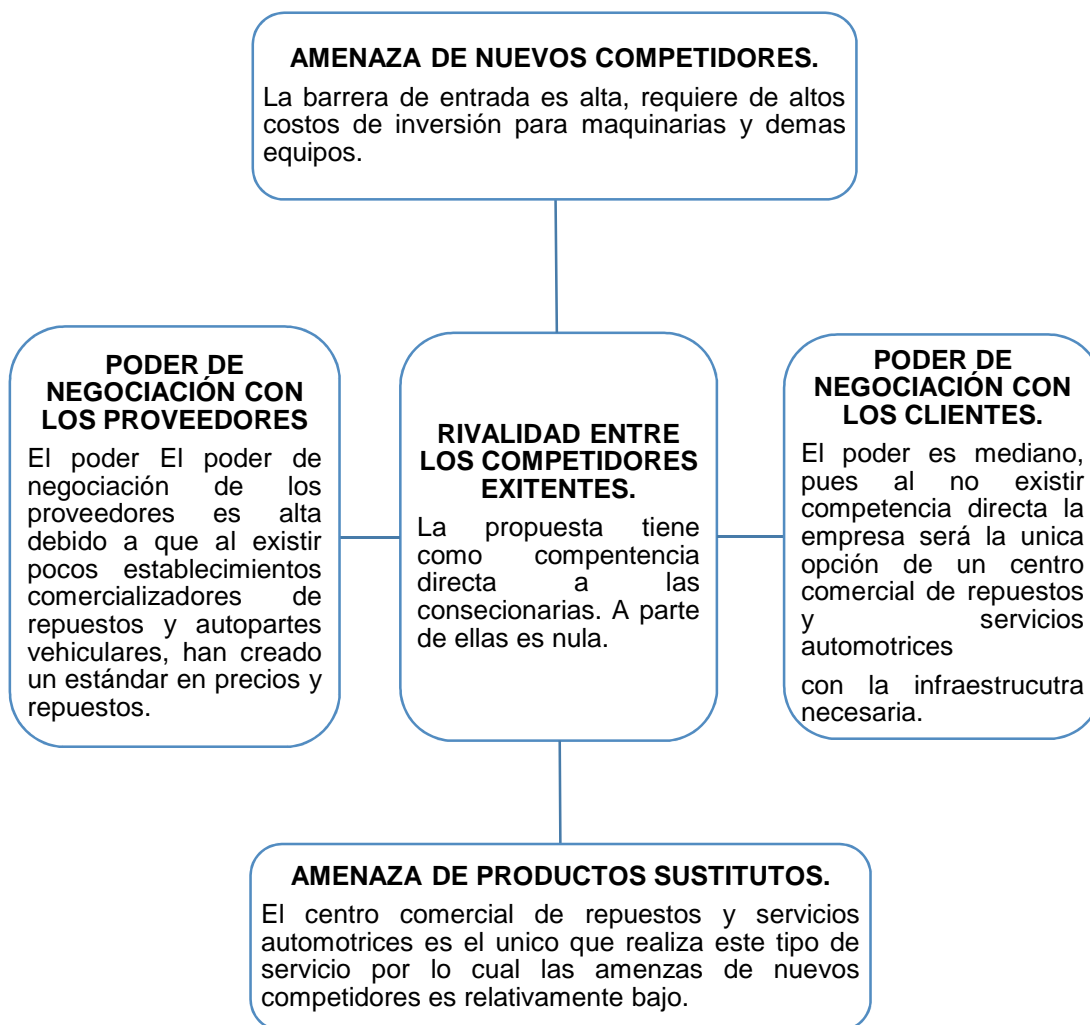 AMENAZA DE NUEVOS COMPETIDORES.
La barrera de entrada es alta, requiere de altos
costos de inversión para maquinarias y demas
equipos.
PODER DE
NEGOCIACIÓN CON
LOS PROVEEDORES
El poder El poder de
negociación de los
proveedores es alta
debido a que al existir
pocos establecimientos
comercializadores de
repuestos y autopartes
vehiculares, han creado
un estándar en precios y
repuestos.
RIVALIDAD ENTRE
LOS COMPETIDORES
EXITENTES.
La propuesta tiene
como compentencia
directa a las
consecionarias. A parte
de ellas es nula.
PODER DE
NEGOCIACIÓN CON
LOS CLIENTES.
El poder es mediano,
pues al no existir
competencia directa la
empresa será la unica
opción de un centro
comercial de repuestos
y servicios
automotrices
con la infraestrucutra
necesaria.
AMENAZA DE PRODUCTOS SUSTITUTOS.
El centro comercial de repuestos y servicios
automotrices es el unico que realiza este tipo de
servicio por lo cual las amenzas de nuevos
competidores es relativamente bajo.